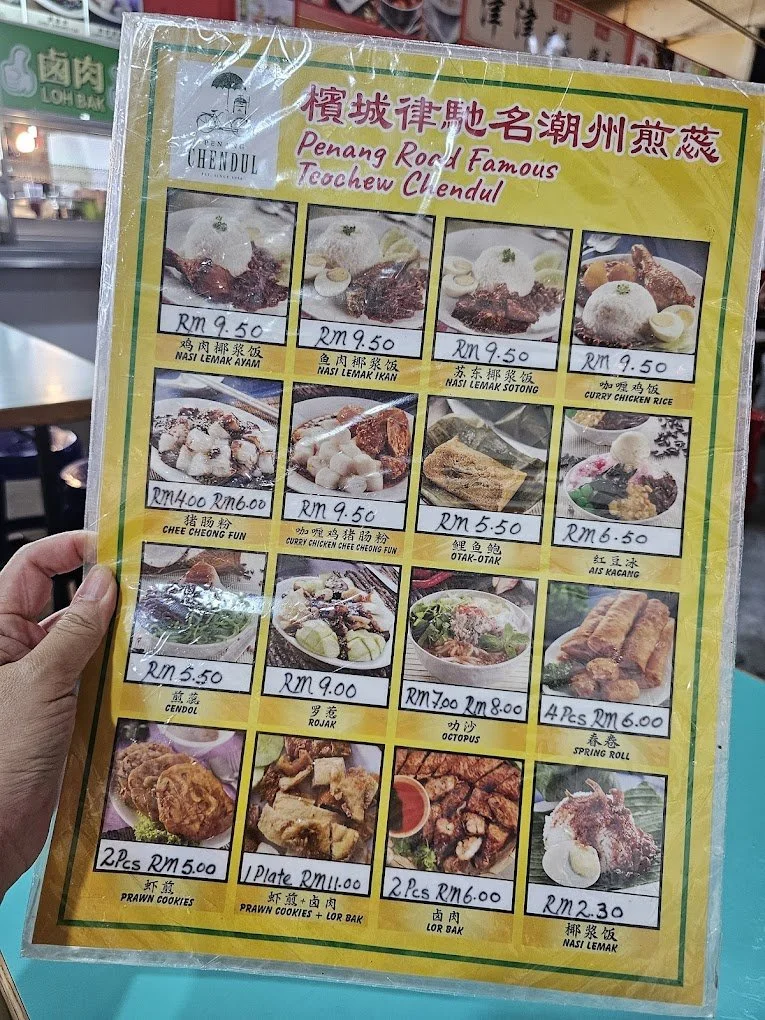 卤肉
LOH BAK
PENANG
CHENDUL
檳城律馳名潮州煎蕊
Penang Road Famous
Teochew Chendul
RM 9.50
鸡肉椰浆饭
NASI LEMAK AYAM
RM 9.50
鱼肉椰浆饭
NASI LEMAK IKAN
RM 9.50
苏东椰浆饭
NASI LEMAK SOTONG
RM 9.50
咖喱鸡饭
CURRY CHICKEN RICE
RM4.00 RM6.00
猪肠粉
CHEE CHEONG FUN
RM 9.50
咖喱鸡猪肠粉
CURRY CHICKEN CHEE CHEONG FUN
RM 5.50
鲤鱼鲍
OTAK-OTAK
RM 6.50
红豆冰
AIS KACANG
RM 5.50
煎蕊
CENDOL
RM 9.00
罗惹
ROJAK
RM7.00 RM 8.00
叻沙
OCTOPUS
4 Pcs RM 6.00
春卷
SPRING ROLL
2Pcs RM 5.00
虾煎
PRAWN COOKIES
1 Plate RM 11.00
虾煎+卤肉
PRAWN COOKIES + LOR BAK
2 Pcs RM 6.00
卤肉
LOR BAK
RM 2.30
椰浆饭
NASI LEMAK